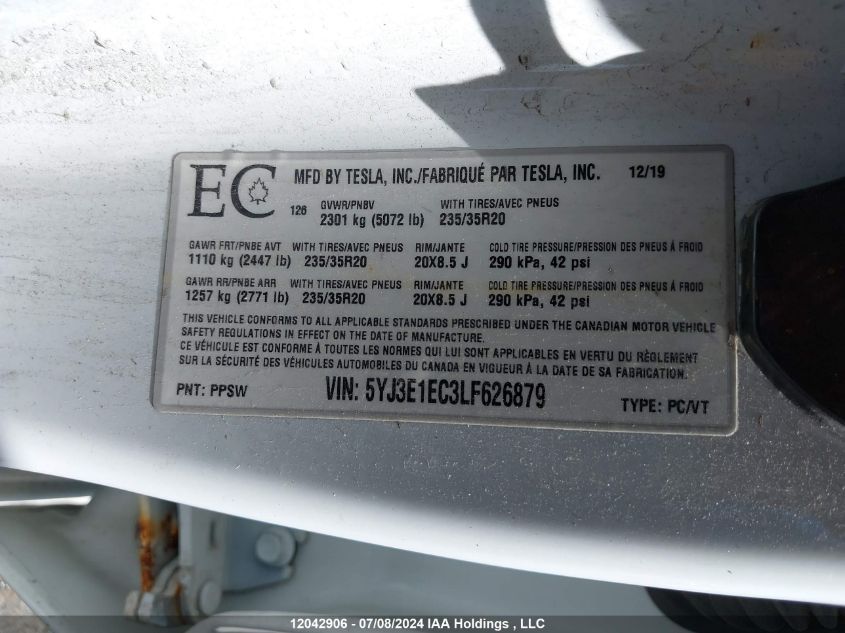 EC MFD BY TESLA, INC./FABRIQUÉ PAR TESLA, INC. 12/19
126 GVWR/PNBV WITH TIRES/AVEC PNEUS
2301 kg (5072 lb) 235/35R20
GAWR FRT/PNBE AVT WITH TIRES/AVEC PNEUS RIM/JANTE COLD TIRE PRESSURE/PRESSION DES PNEUS À FROID
1110 kg (2447 lb) 235/35R20 20X8.5 J 290 kPa, 42 psi
GAWR RR/PNBE ARR WITH TIRES/AVEC PNEUS RIM/JANTE COLD TIRE PRESSURE/PRESSION DES PNEUS À FROID
1257 kg (2771 lb) 235/35R20 20X8.5 J 290 kPa, 42 psi
THIS VEHICLE CONFORMS TO ALL APPLICABLE STANDARDS PRESCRIBED UNDER THE CANADIAN MOTOR VEHICLE
SAFETY REGULATIONS IN EFFECT ON THE DATE OF MANUFACTURE.
CE VÉHICULE EST CONFORME À TOUTES LES NORMES QUI LUI SONT APPLICABLES EN VERTU DU RÈGLEMENT
SUR LA SÉCURITÉ DES VÉHICULES AUTOMOBILES DU CANADA EN VIGUEUR À LA DATE DE SA FABRICATION.
PNT: PPSW VIN: 5YJ3E1EC3LF626879 TYPE: PC/VT
12042906 - 07/08/2024 IAA Holdings , LLC